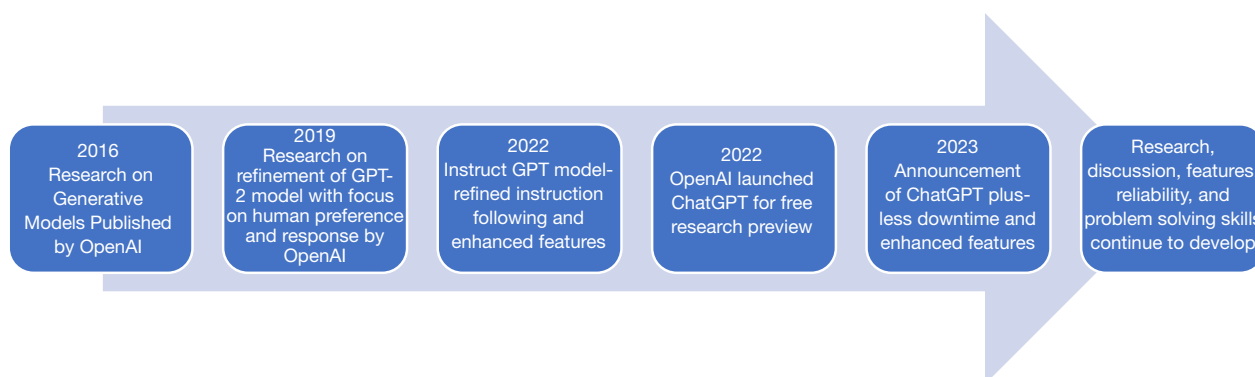 2016
Research on
Generative
Models Published
by OpenAI
2019
Research on
refinement of GPT-
2 model with focus
on human preference
and response by
OpenAI
2022
Instruct GPT model-
refined instruction
following and
enhanced features
2022
OpenAI launched
ChatGPT for free
research preview
2023
Announcement
of ChatGPT plus-
less downtime and
enhanced features
Research,
discussion, features
reliability, and
problem solving skills
continue to develop